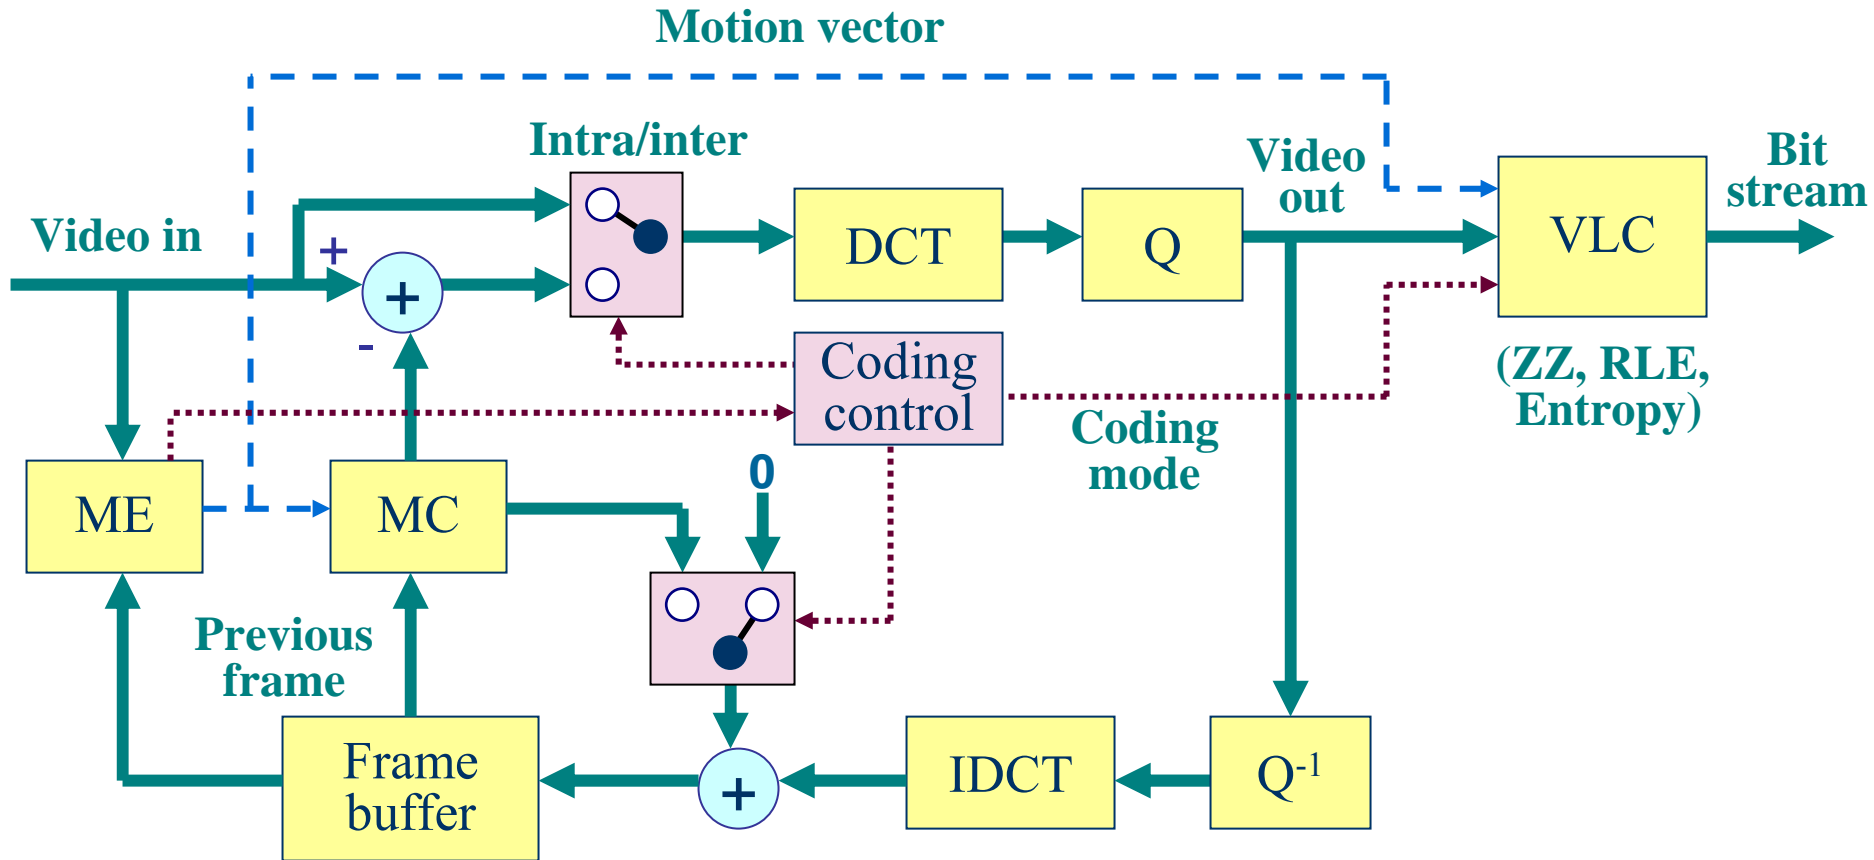 Motion vector
Intra/inter
Video
out
Bit
stream
Video in
+
+
-
DCT
Q
VLC
Coding
control
(ZZ, RLE,
Entropy)
Coding
mode
0
ME
MC
Previous
frame
Frame
buffer
+
IDCT
Q-1